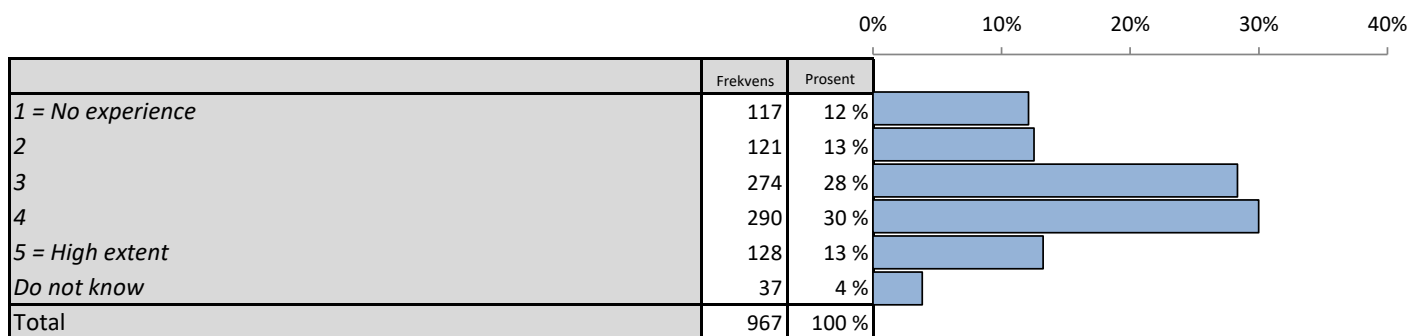 0% 10% 20% 30% 40%
Frekvens Prosent
1 = No experience 117 12 %
2 121 13 %
3 274 28 %
4 290 30 %
5 = High extent 128 13 %
Do not know 37 4 %
Total 967 100 %